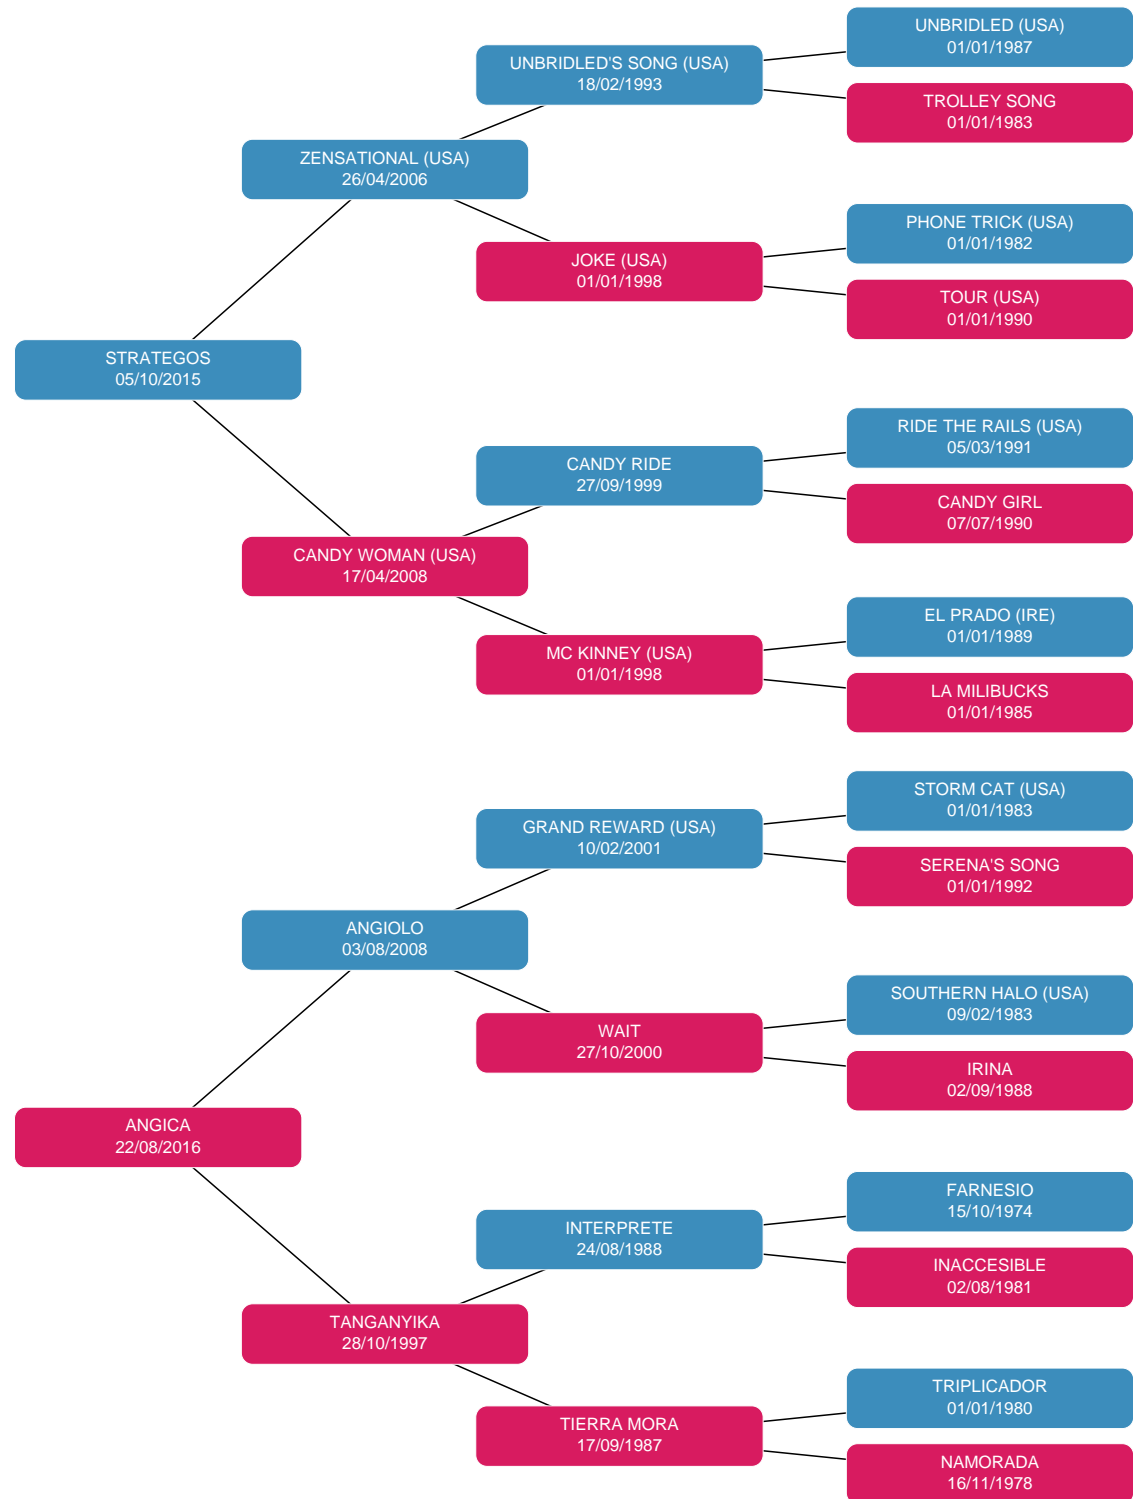 UNBRIDLED (USA)
01/01/1987
UNBRIDLED'S SONG (USA)
18/02/1993
TROLLEY SONG
01/01/1983
ZENSATIONAL (USA)
26/04/2006
PHONE TRICK (USA)
01/01/1982
JOKE (USA)
01/01/1998
TOUR (USA)
01/01/1990
STRATEGOS
05/10/2015
RIDE THE RAILS (USA)
05/03/1991
CANDY RIDE
27/09/1999
CANDY GIRL
07/07/1990
CANDY WOMAN (USA)
17/04/2008
EL PRADO (IRE)
01/01/1989
MC KINNEY (USA)
01/01/1998
LA MILIBUCKS
01/01/1985
STORM CAT (USA)
01/01/1983
GRAND REWARD (USA)
10/02/2001
SERENA'S SONG
01/01/1992
ANGIOLO
03/08/2008
SOUTHERN HALO (USA)
09/02/1983
WAIT
27/10/2000
IRINA
02/09/1988
ANGICA
22/08/2016
FARNESIO
15/10/1974
INTERPRETE
24/08/1988
INACCESIBLE
02/08/1981
TANGANYIKA
28/10/1997
TRIPLICADOR
01/01/1980
TIERRA MORA
17/09/1987
NAMORADA
16/11/1978